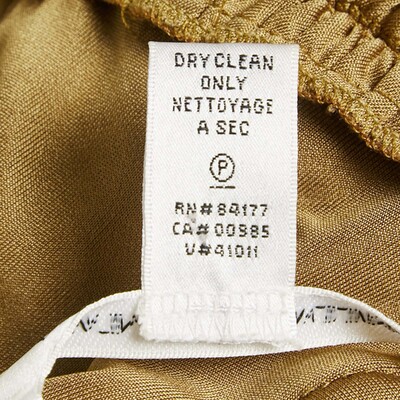 DRY CLEAN
ONLY
NETTOYAGE
A SEC
P
RN# 84177
CA# 00985
V# 41011